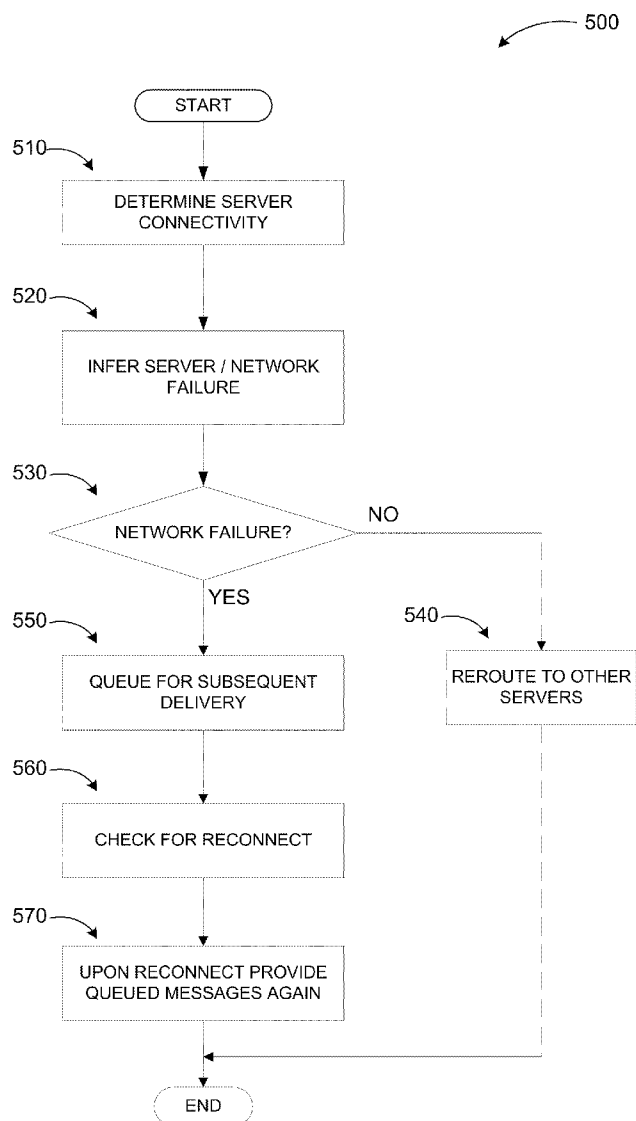 500
START
510
DETERMINE SERVER
CONNECTIVITY
520
INFER SERVER / NETWORK
FAILURE
530
NETWORK FAILURE?
NO
YES
550
QUEUE FOR SUBSEQUENT
DELIVERY
540
REROUTE TO OTHER
SERVERS
560
CHECK FOR RECONNECT
570
UPON RECONNECT PROVIDE
QUEUED MESSAGES AGAIN
END